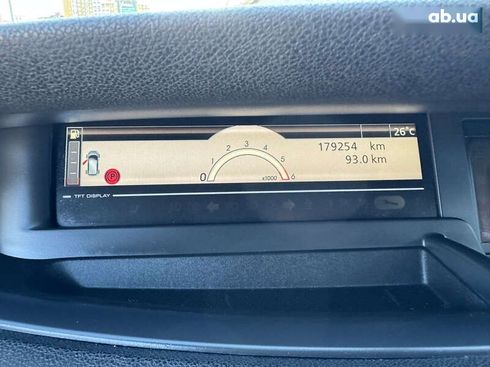 ab.ua
26°C
179254 km
93.0 km
0 1 2 3 4 5 6
x1000
TFT DISPLAY